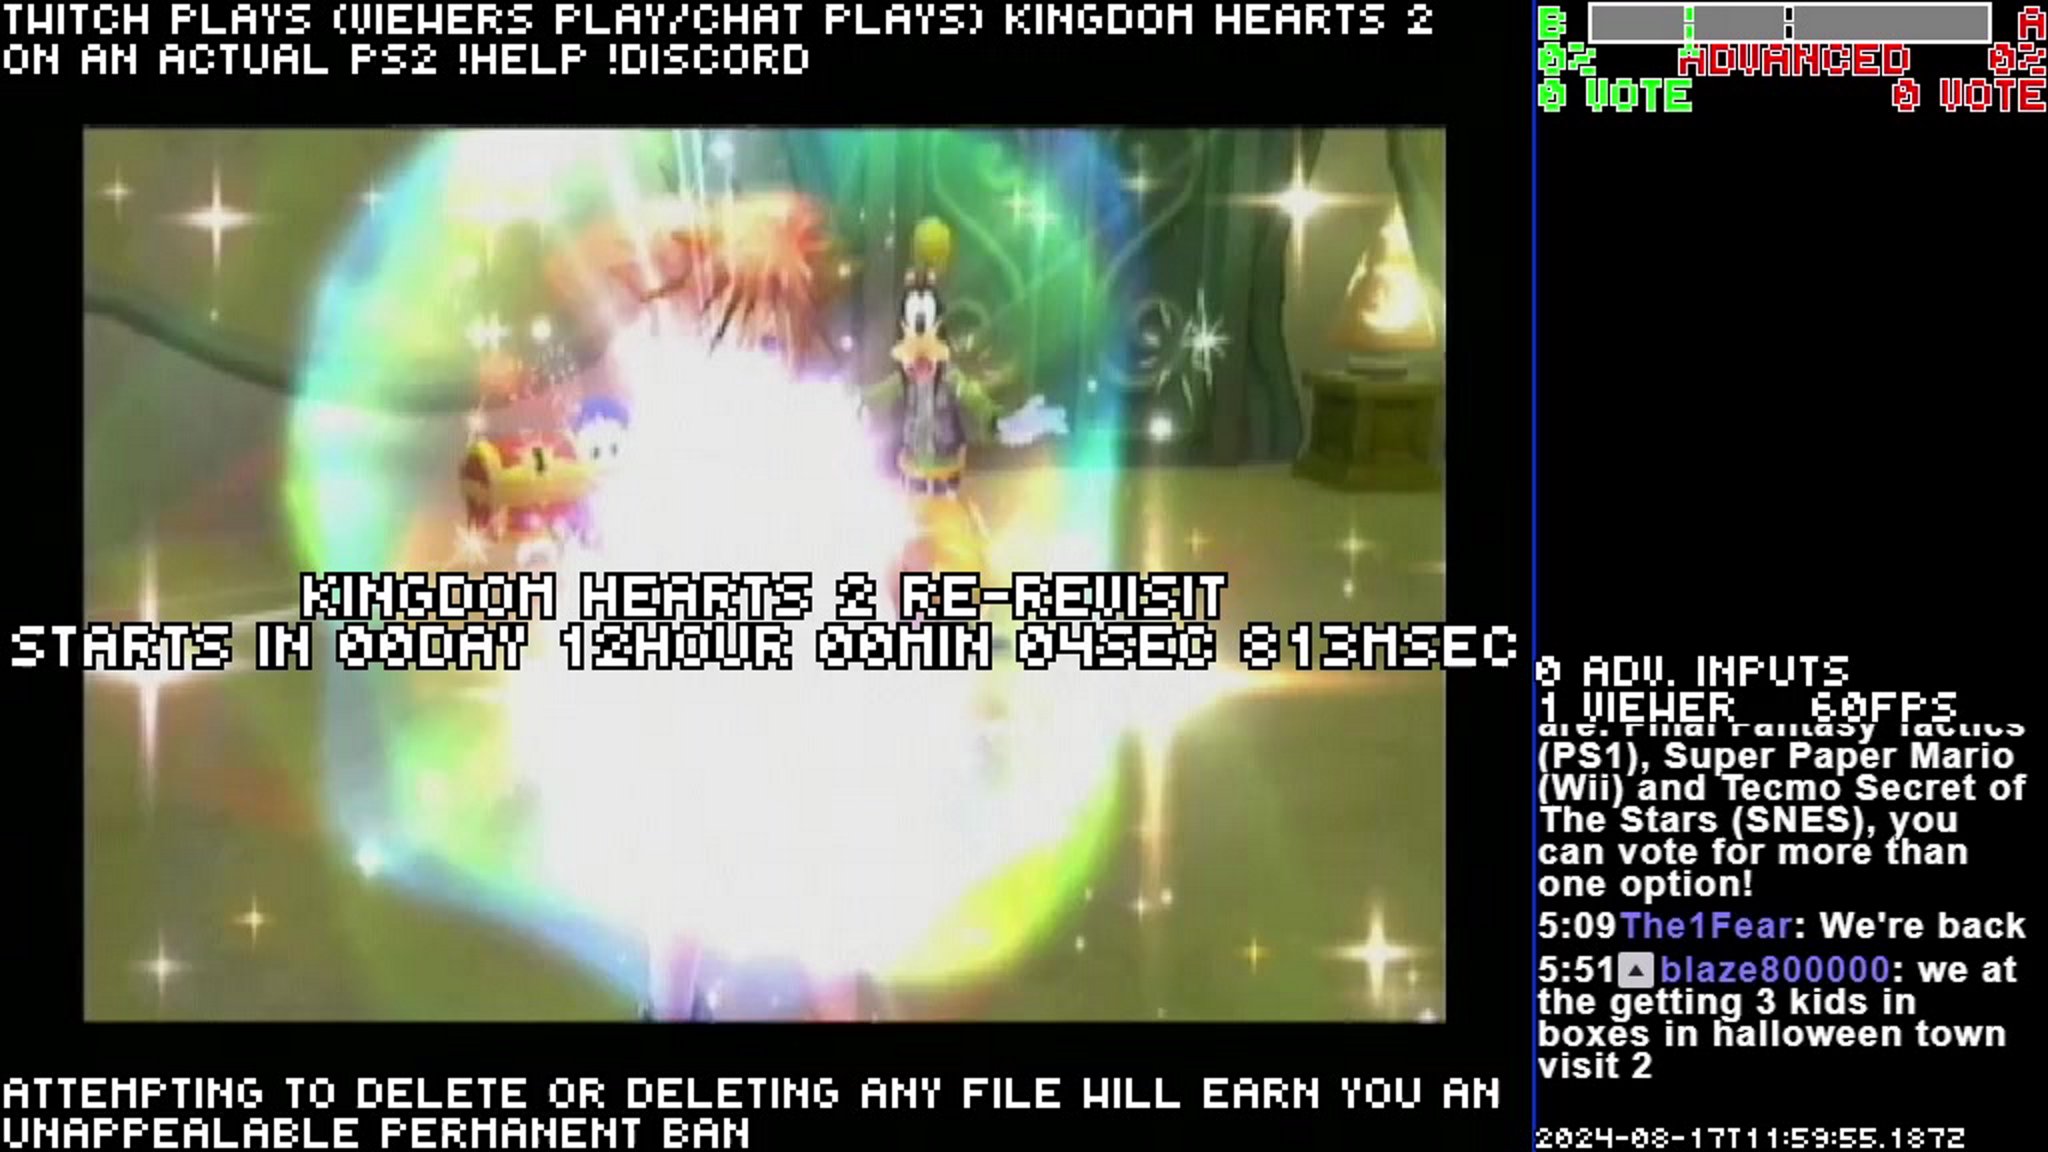 TWITCH PLAYS (VIEWERS PLAY/CHAT PLAYS) KINGDOM HEARTS 2
ON AN ACTUAL PS2 !HELP !DISCORD
B A
0% ADVANCED 0%
0 VOTE 0 VOTE
KINGDOM HEARTS 2 RE-REVISIT
STARTS IN 00DAY 12HOUR 00MIN 04SEC 813MSEC
0 ADV. INPUTS
1 VIEWER 60FPS
are: Final Fantasy Tactics
(PS1), Super Paper Mario
(Wii) and Tecmo Secret of
The Stars (SNES), you
can vote for more than
one option!
5:09 The1Fear: We're back
5:51 blaze800000: we at
the getting 3 kids in
boxes in halloween town
visit 2
ATTEMPTING TO DELETE OR DELETING ANY FILE WILL EARN YOU AN
UNAPPEALABLE PERMANENT BAN
2024-08-17T11:59:55.187Z